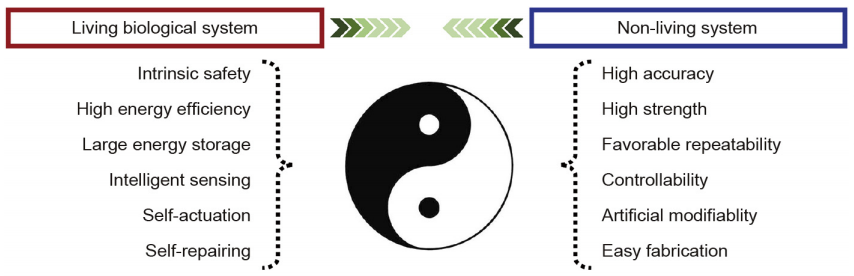 Living biological system
Non-living system
Intrinsic safety
High energy efficiency
Large energy storage
Intelligent sensing
Self-actuation
Self-repairing
High accuracy
High strength
Favorable repeatability
Controllability
Artificial modifiablity
Easy fabrication